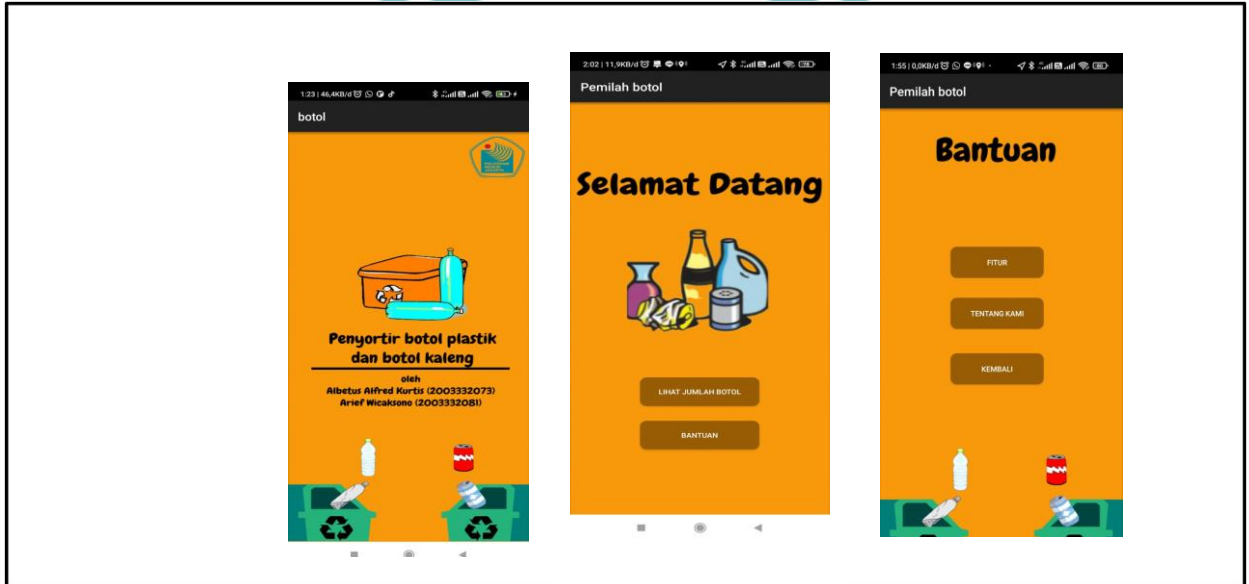 1:23 | 46,4KB/d
botol
Penyortir botol plastik
dan botol kaleng
oleh
Albetus Alfred Kurtis (2003332073)
Arief Wicaksono (2003332081)
2:02 | 11,9KB/d
Pemilah botol
Selamat Datang
LIHAT JUMLAH BOTOL
BANTUAN
1:55 | 0,0KB/d
Pemilah botol
Bantuan
FITUR
TENTANG KAMI
KEMBALI